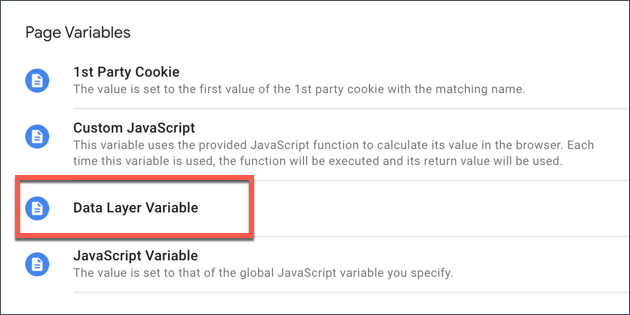 Page Variables
1st Party Cookie
The value is set to the first value of the 1st party cookie with the matching name.
Custom JavaScript
This variable uses the provided JavaScript function to calculate its value in the browser. Each
time this variable is used, the function will be executed and its return value will be used.
Data Layer Variable
JavaScript Variable
The value is set to that of the global JavaScript variable you specify.